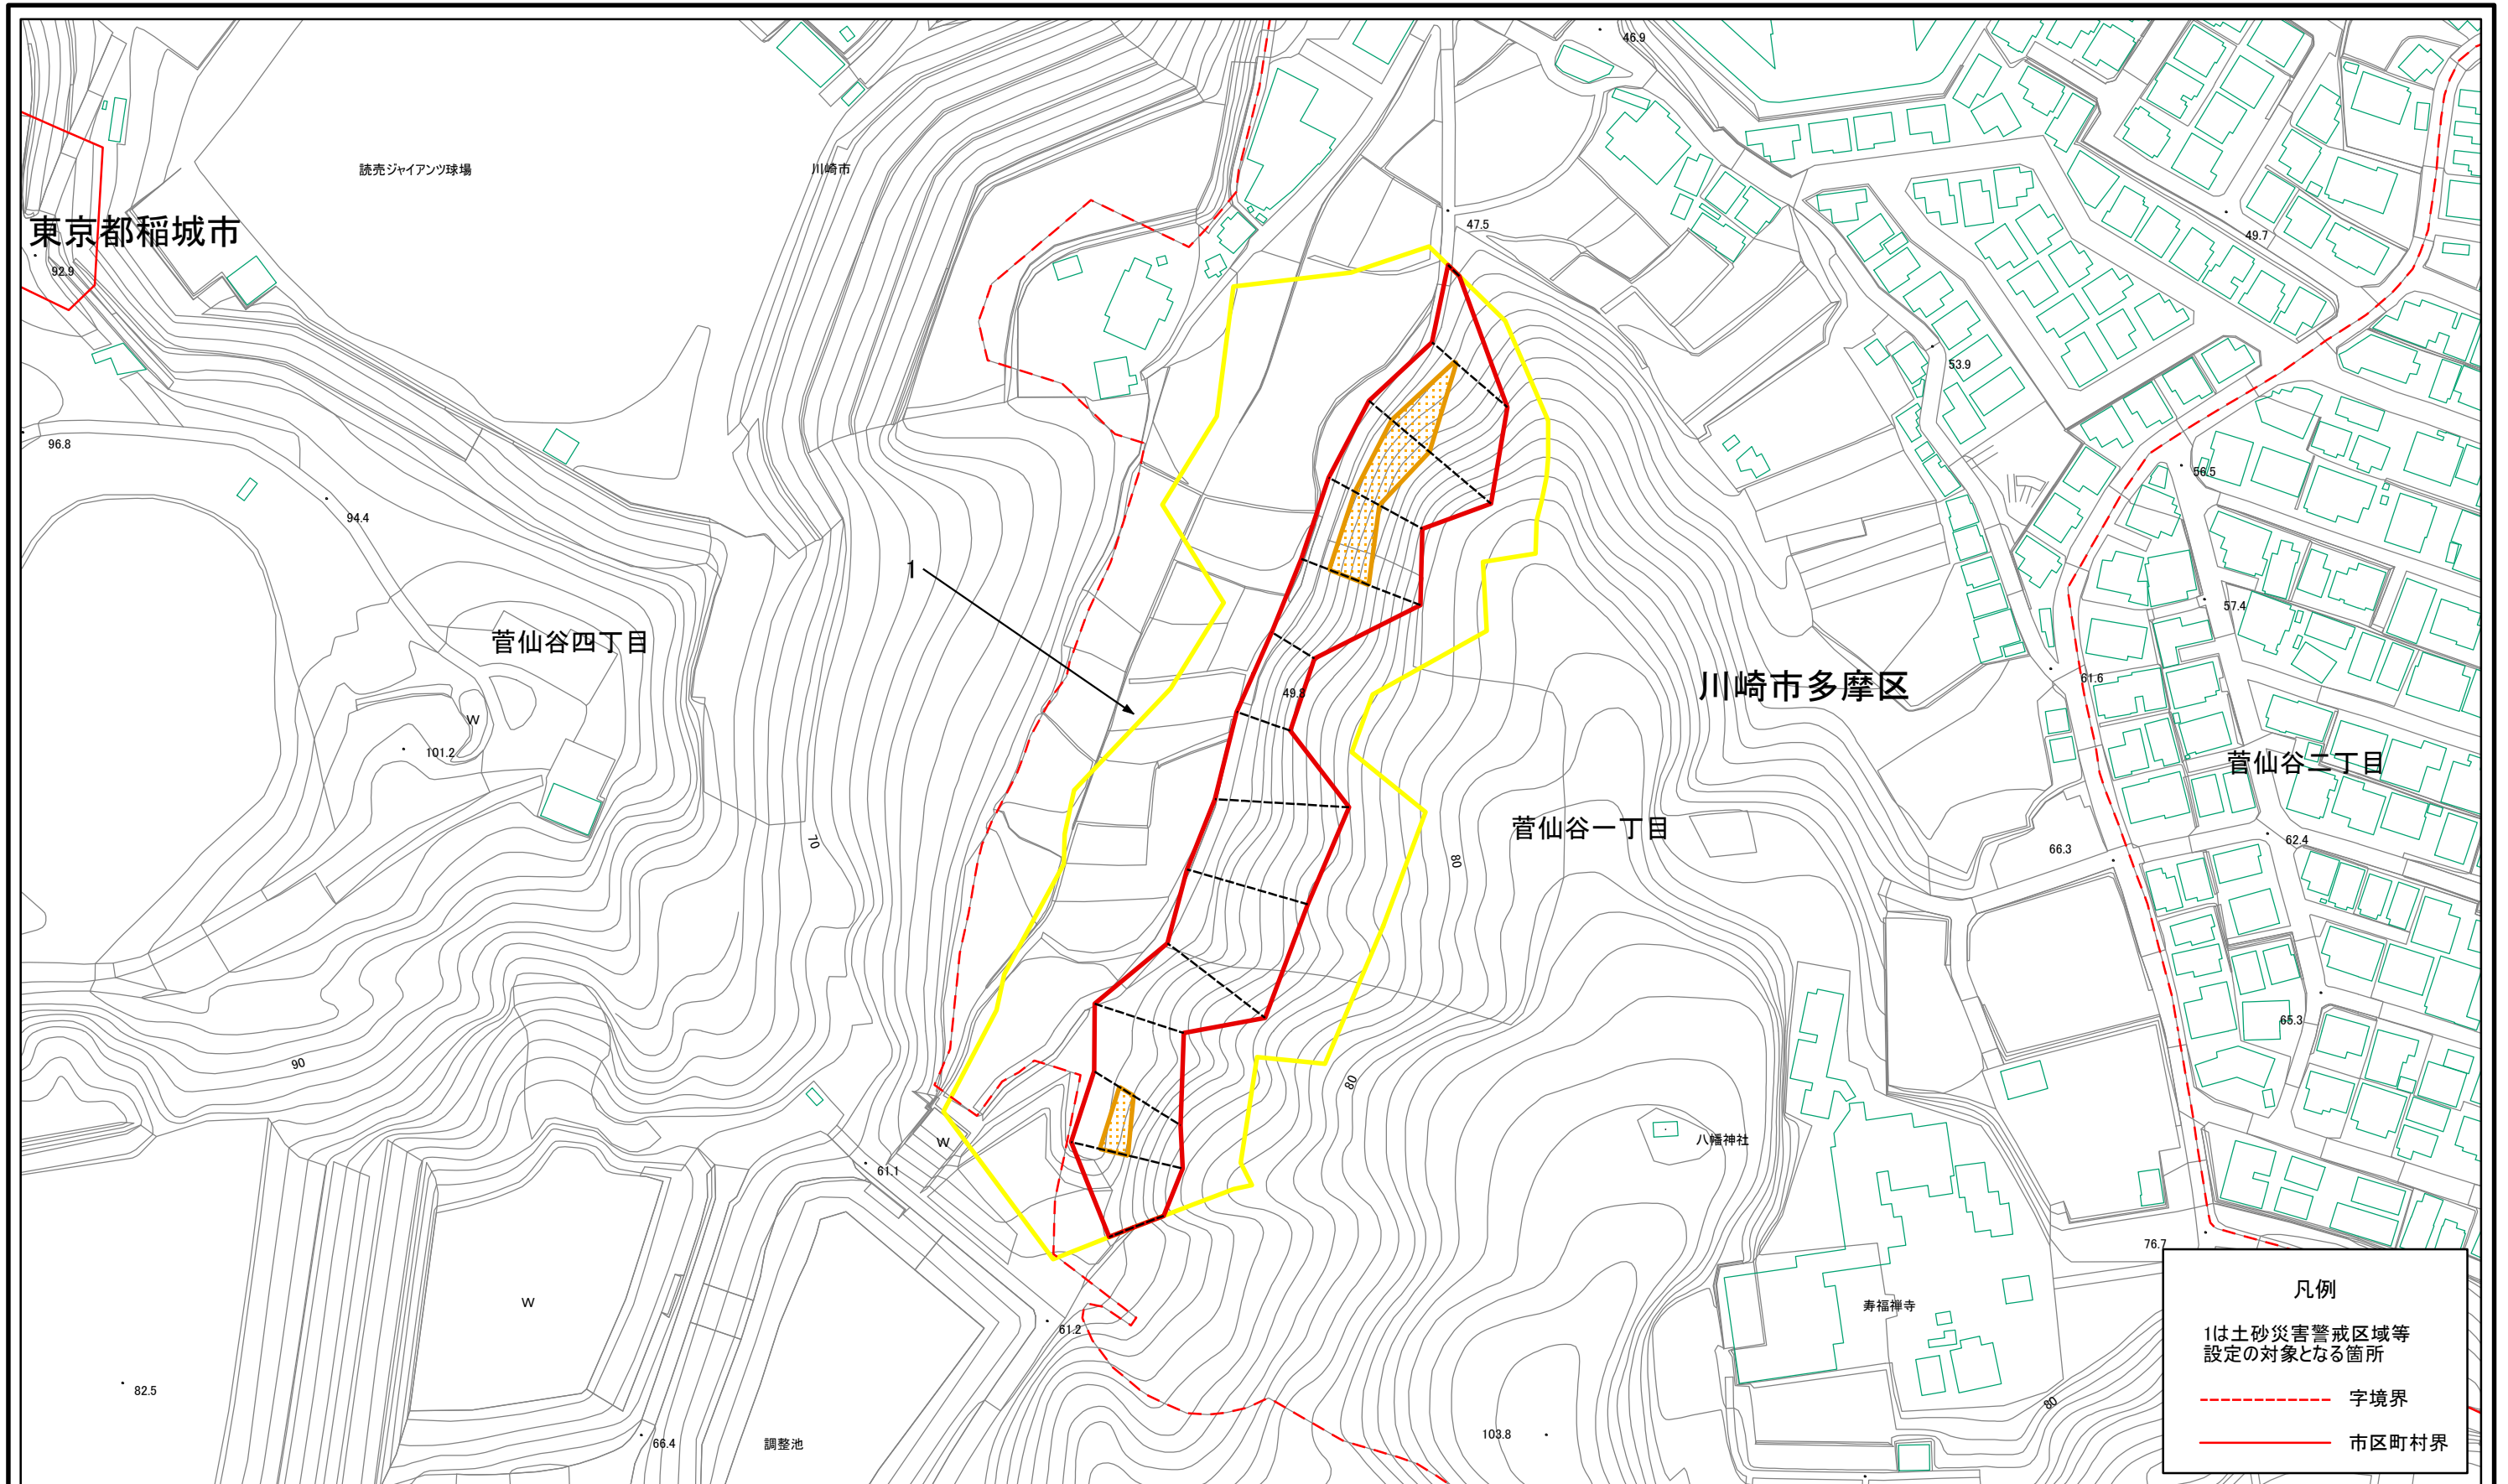 46.9
読売ジャイアンツ球場
川崎市
東京都稲城市
47.5
49.7
92.9
53.9
96.8
56.5
94.4
1
57.4
菅仙谷四丁目
川崎市多摩区
61.6
49.8
W
101.2
菅仙谷二丁目
70
菅仙谷一丁目
62.4
66.3
80
65.3
90
80
W
八幡神社
61.1
76.7
凡例
W
寿福禅寺
1は土砂災害警戒区域等
設定の対象となる箇所
61.2
82.5
字境界
80
103.8
66.4
調整池
市区町村界